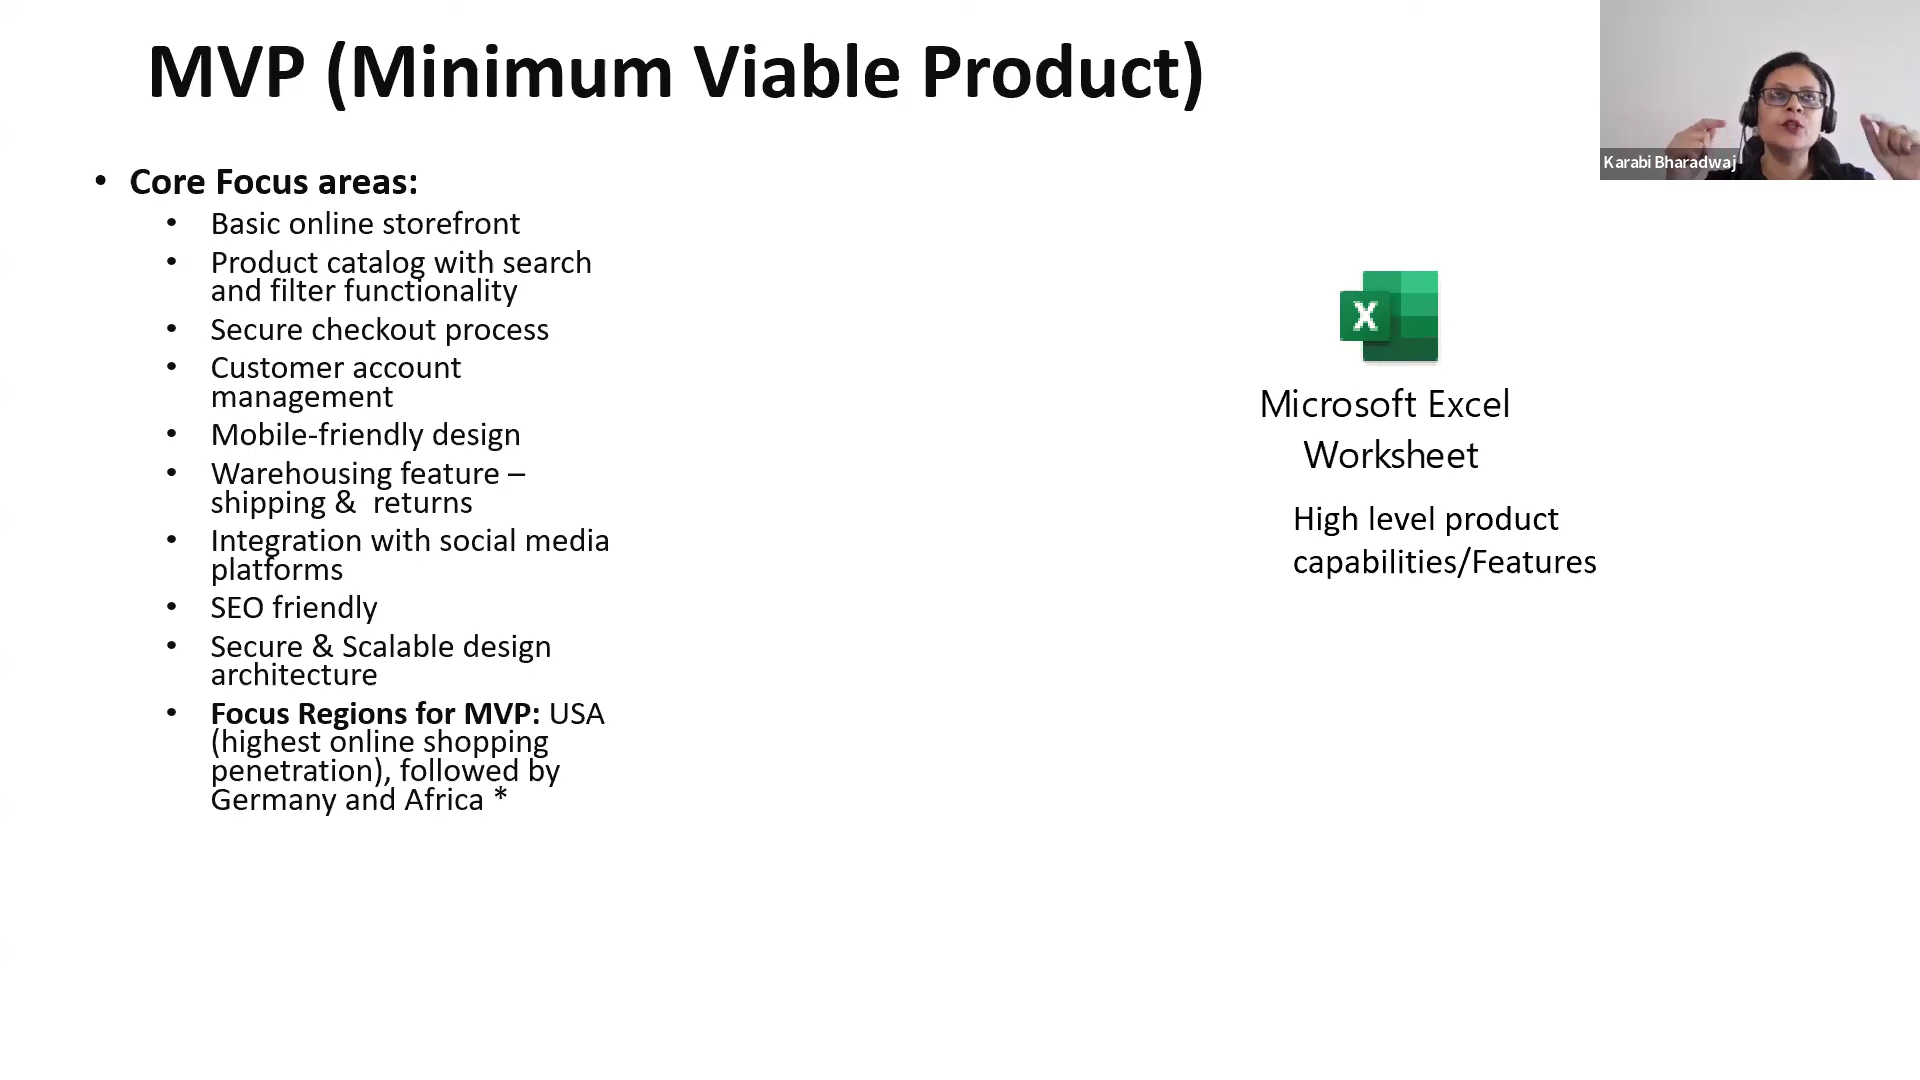 MVP (Minimum Viable Product)
Karabi Bharadwaj
• Core Focus areas:
• Basic online storefront
• Product catalog with search
and filter functionality
• Secure checkout process
• Customer account
management
• Mobile-friendly design
• Warehousing feature –
shipping &  returns
• Integration with social media
platforms
• SEO friendly
• Secure & Scalable design
architecture
• Focus Regions for MVP: USA
(highest online shopping
penetration), followed by
Germany and Africa *
X
Microsoft Excel
Worksheet
High level product
capabilities/Features